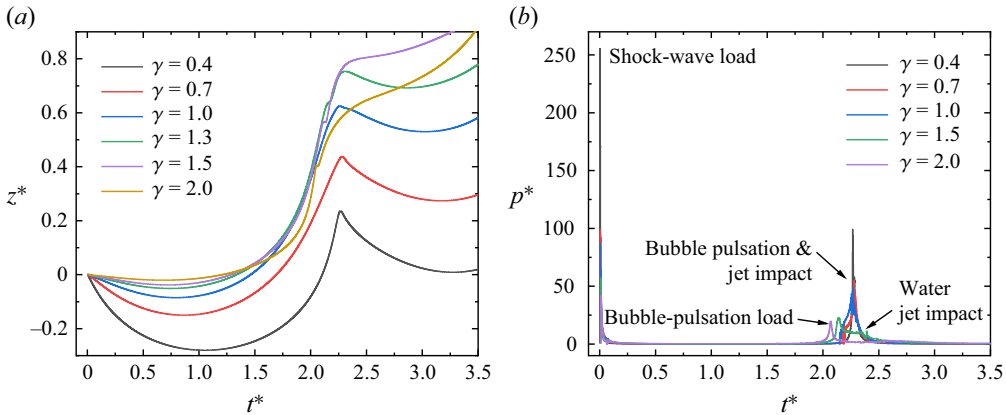 (a)
0.8
0.6
0.4
0.2
0
–0.2
z*
γ = 0.4
γ = 0.7
γ = 1.0
γ = 1.3
γ = 1.5
γ = 2.0
0 0.5 1.0 1.5 2.0 2.5 3.0 3.5
t*
(b)
250
200
150
100
50
0
p*
Shock-wave load
γ = 0.4
γ = 0.7
γ = 1.0
γ = 1.5
γ = 2.0
Bubble pulsation &
jet impact
Water
jet impact
Bubble-pulsation load
0 0.5 1.0 1.5 2.0 2.5 3.0 3.5
t*